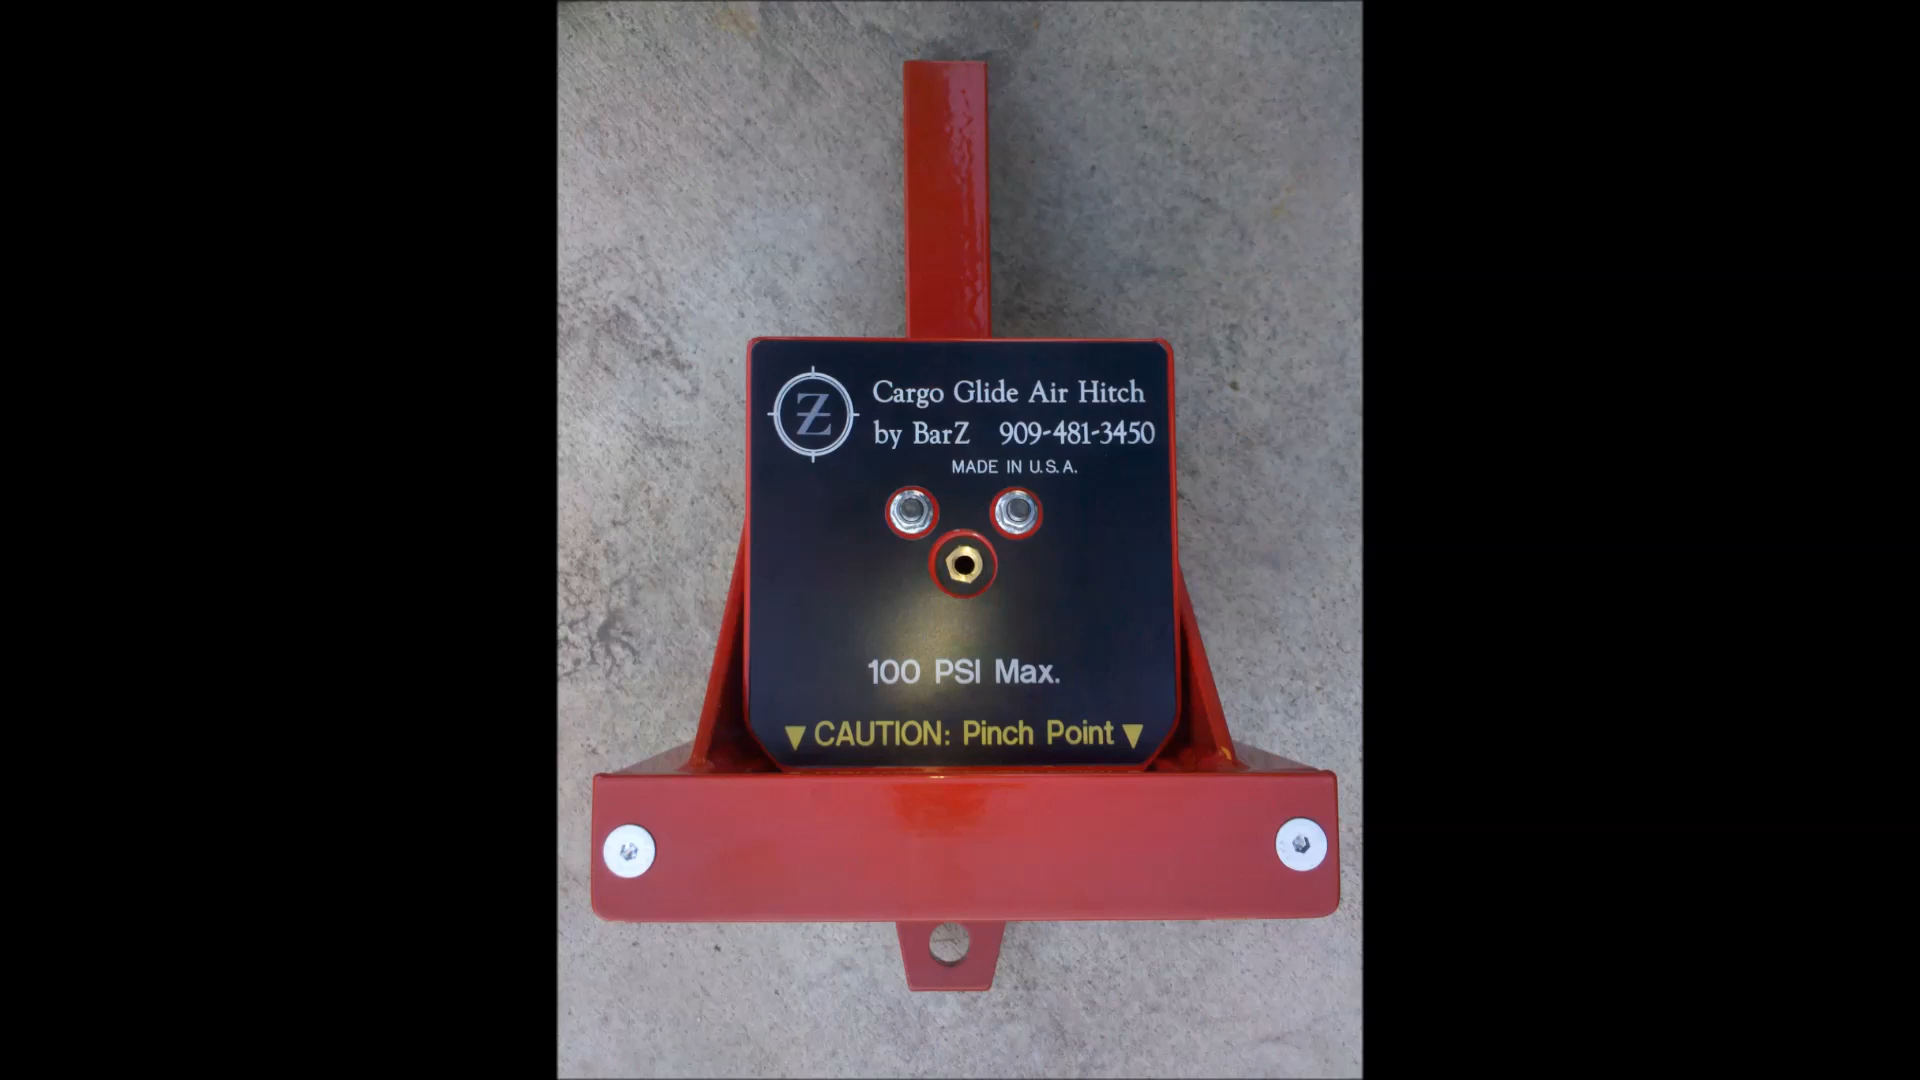 Z
Cargo Glide Air Hitch
by BarZ 909-481-3450
MADE IN U.S.A.
100 PSI Max.
▼ CAUTION: Pinch Point ▼